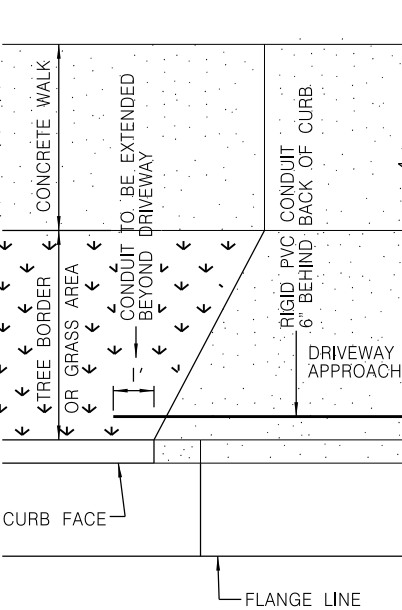 CONCRETE WALK
TREE BORDER
OR GRASS AREA
CONDUIT TO BE EXTENDED
BEYOND DRIVEWAY
1'
RIGID PVC CONDUIT
6" BEHIND BACK OF CURB
DRIVEWAY
APPROACH
CURB FACE
FLANGE LINE